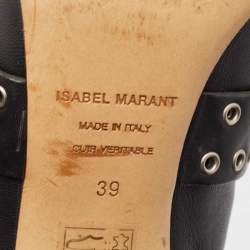 ISABEL MARANT
MADE IN ITALY
CUIR VERITABLE
39